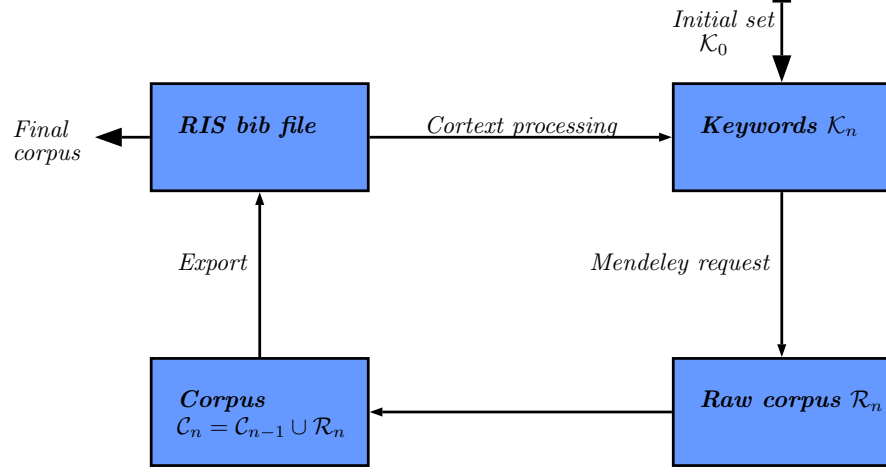 Initial set
𝒦₀
RIS bib file
Cortext processing
Keywords 𝒦ₙ
Final
corpus
Export
Mendeley request
Corpus
𝒞ₙ = 𝒞ₙ₋₁ ∪ ℛₙ
Raw corpus ℛₙ